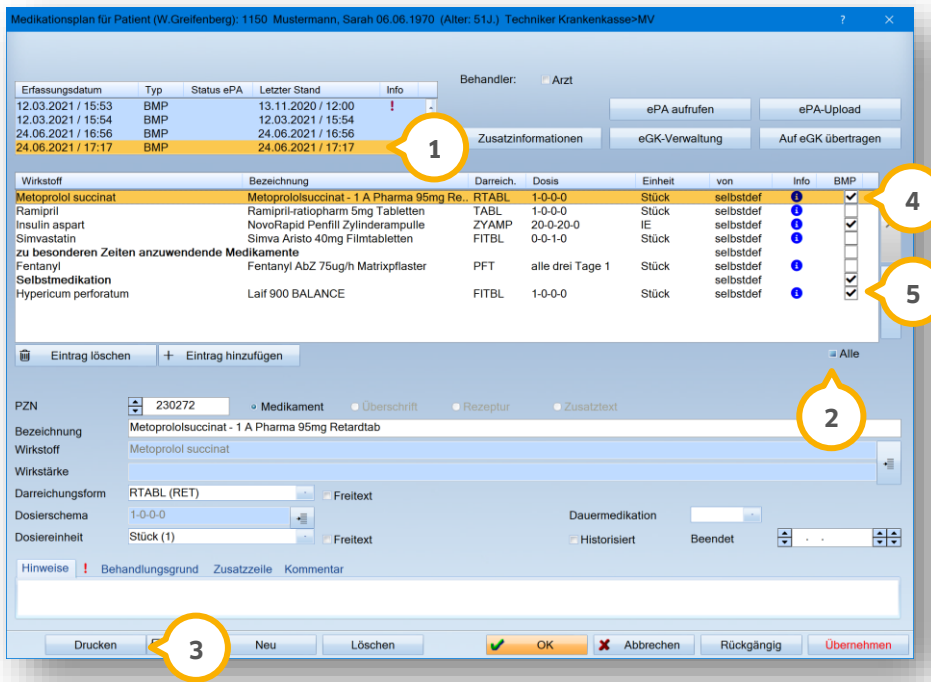 Medikationsplan für Patient (W.Greifenberg): 1150 Mustermann, Sarah 06.06.1970 (Alter: 51J.) Techniker Krankenkasse>MV ? ×
Behandler: Arzt
Erfassungsdatum Typ Status ePA Letzter Stand Info
12.03.2021 / 15:53 BMP 13.11.2020 / 12:00 !
12.03.2021 / 15:54 BMP 12.03.2021 / 15:54
24.06.2021 / 16:56 BMP 24.06.2021 / 16:56
24.06.2021 / 17:17 BMP 24.06.2021 / 17:17
1
ePA aufrufen ePA-Upload
Zusatzinformationen eGK-Verwaltung Auf eGK übertragen
Wirkstoff Bezeichnung Darreich. Dosis Einheit von Info BMP
Metoprolol succinat Metoprololsuccinat - 1 A Pharma 95mg Re.. RTABL 1-0-0-0 Stück selbstdef
4
Ramipril Ramipril-ratiopharm 5mg Tabletten TABL 1-0-0-0 Stück selbstdef
Insulin aspart NovoRapid Penfill Zylinderampulle ZYAMP 20-0-20-0 IE selbstdef
Simvastatin Simva Aristo 40mg Filmtabletten FITBL 0-0-1-0 Stück selbstdef
zu besonderen Zeiten anzuwendende Medikamente selbstdef
Fentanyl Fentanyl AbZ 75ug/h Matrixpflaster PFT alle drei Tage 1 Stück selbstdef
Selbstmedikation selbstdef
Hypericum perforatum Laif 900 BALANCE FITBL 1-0-0-0 Stück selbstdef
5
Eintrag löschen + Eintrag hinzufügen Alle
2
PZN 230272 Medikament Überschrift Rezeptur Zusatztext
Bezeichnung Metoprololsuccinat - 1 A Pharma 95mg Retardtab
Wirkstoff Metoprolol succinat
Wirkstärke
Darreichungsform RTABL (RET) Freitext
Dosierschema 1-0-0-0 Dauermedikation
Dosiereinheit Stück (1) Freitext Historisiert Beendet . .
Hinweise ! Behandlungsgrund Zusatzzeile Kommentar
Drucken 3 Neu Löschen OK Abbrechen Rückgängig Übernehmen